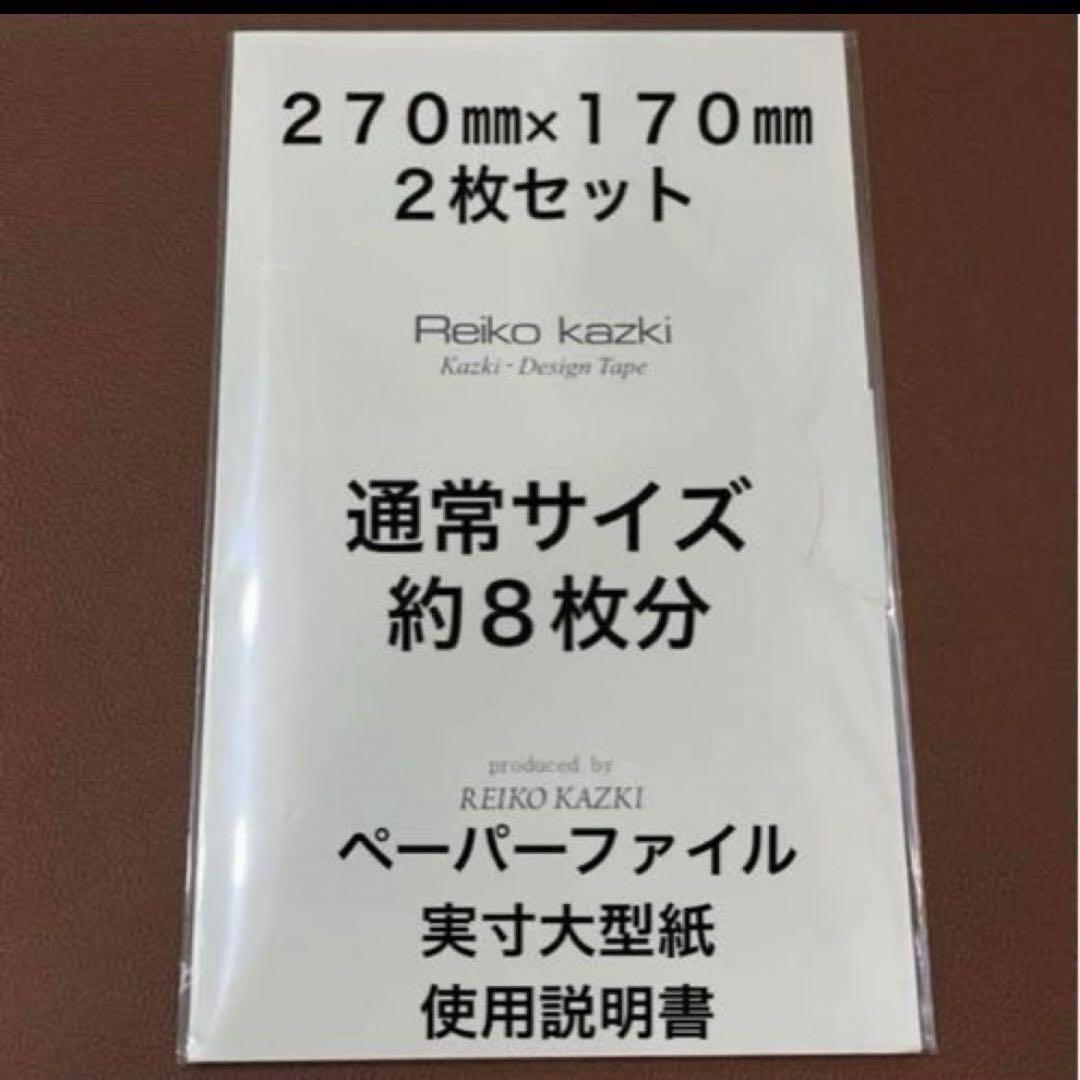 ２７０㎜×１７０㎜
２枚セット
Reiko kazki
Kazki - Design Tape
通常サイズ
約８枚分
produced by
REIKO KAZKI
ペーパーファイル
実寸大型紙
使用説明書